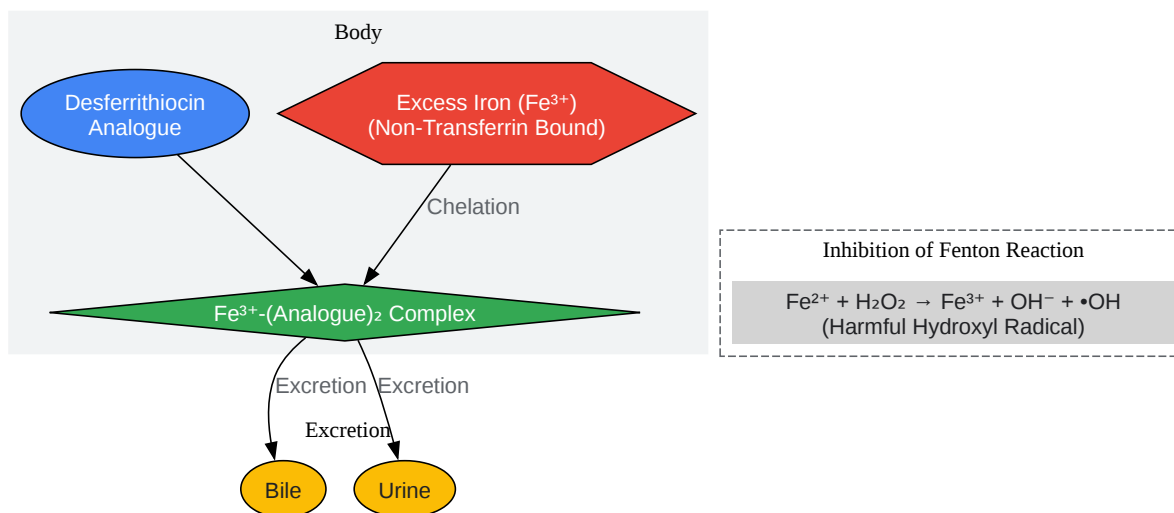 Body
Desferrithiocin
Analogue
Excess Iron (Fe³⁺)
(Non-Transferrin Bound)
Chelation
Inhibition of Fenton Reaction
Fe²⁺ + H₂O₂ → Fe³⁺ + OH⁻ + •OH
(Harmful Hydroxyl Radical)
Fe³⁺-(Analogue)₂ Complex
Excretion
Excretion
Excretion
Bile
Urine